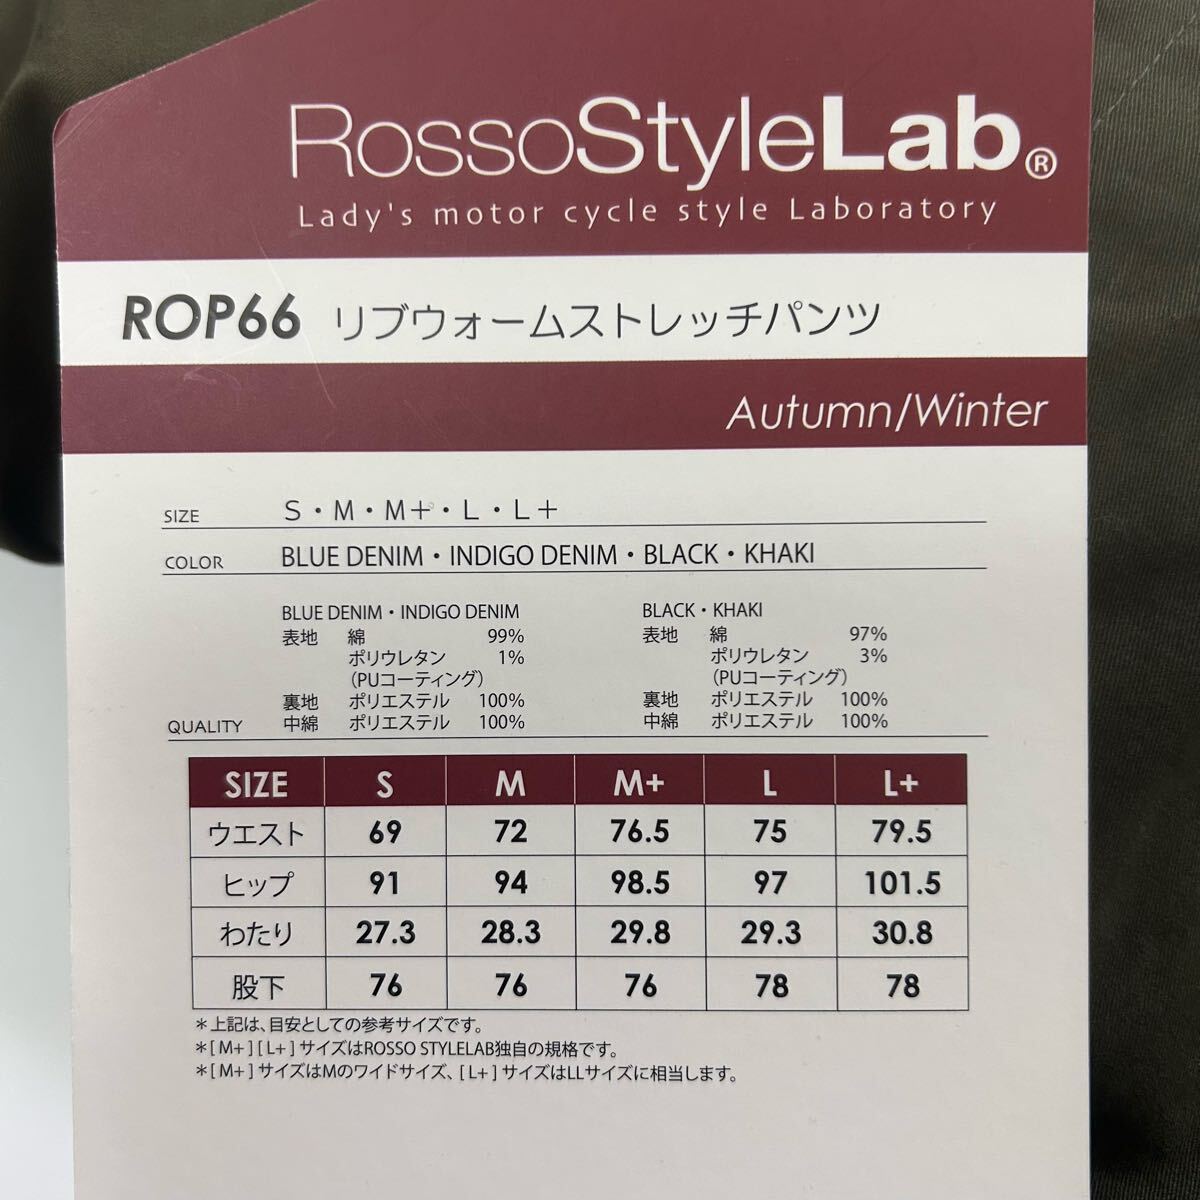 RossoStyleLab®
Lady's motor cycle style Laboratory
ROP66 リブウォームストレッチパンツ
Autumn/Winter
SIZE S・M・M+・L・L+
COLOR BLUE DENIM・INDIGO DENIM・BLACK・KHAKI
BLUE DENIM・INDIGO DENIM BLACK・KHAKI
表地 綿 99% 表地 綿 97%
ポリウレタン 1% ポリウレタン 3%
(PUコーティング) (PUコーティング)
裏地 ポリエステル 100% 裏地 ポリエステル 100%
QUALITY 中綿 ポリエステル 100% 中綿 ポリエステル 100%
SIZE S M M+ L L+
ウエスト 69 72 76.5 75 79.5
ヒップ 91 94 98.5 97 101.5
わたり 27.3 28.3 29.8 29.3 30.8
股下 76 76 76 78 78
＊上記は、目安としての参考サイズです。
＊[ M+ ] [ L+ ] サイズはROSSO STYLELAB独自の規格です。
＊[ M+ ] サイズはMのワイドサイズ、[ L+ ] サイズはLLサイズに相当します。